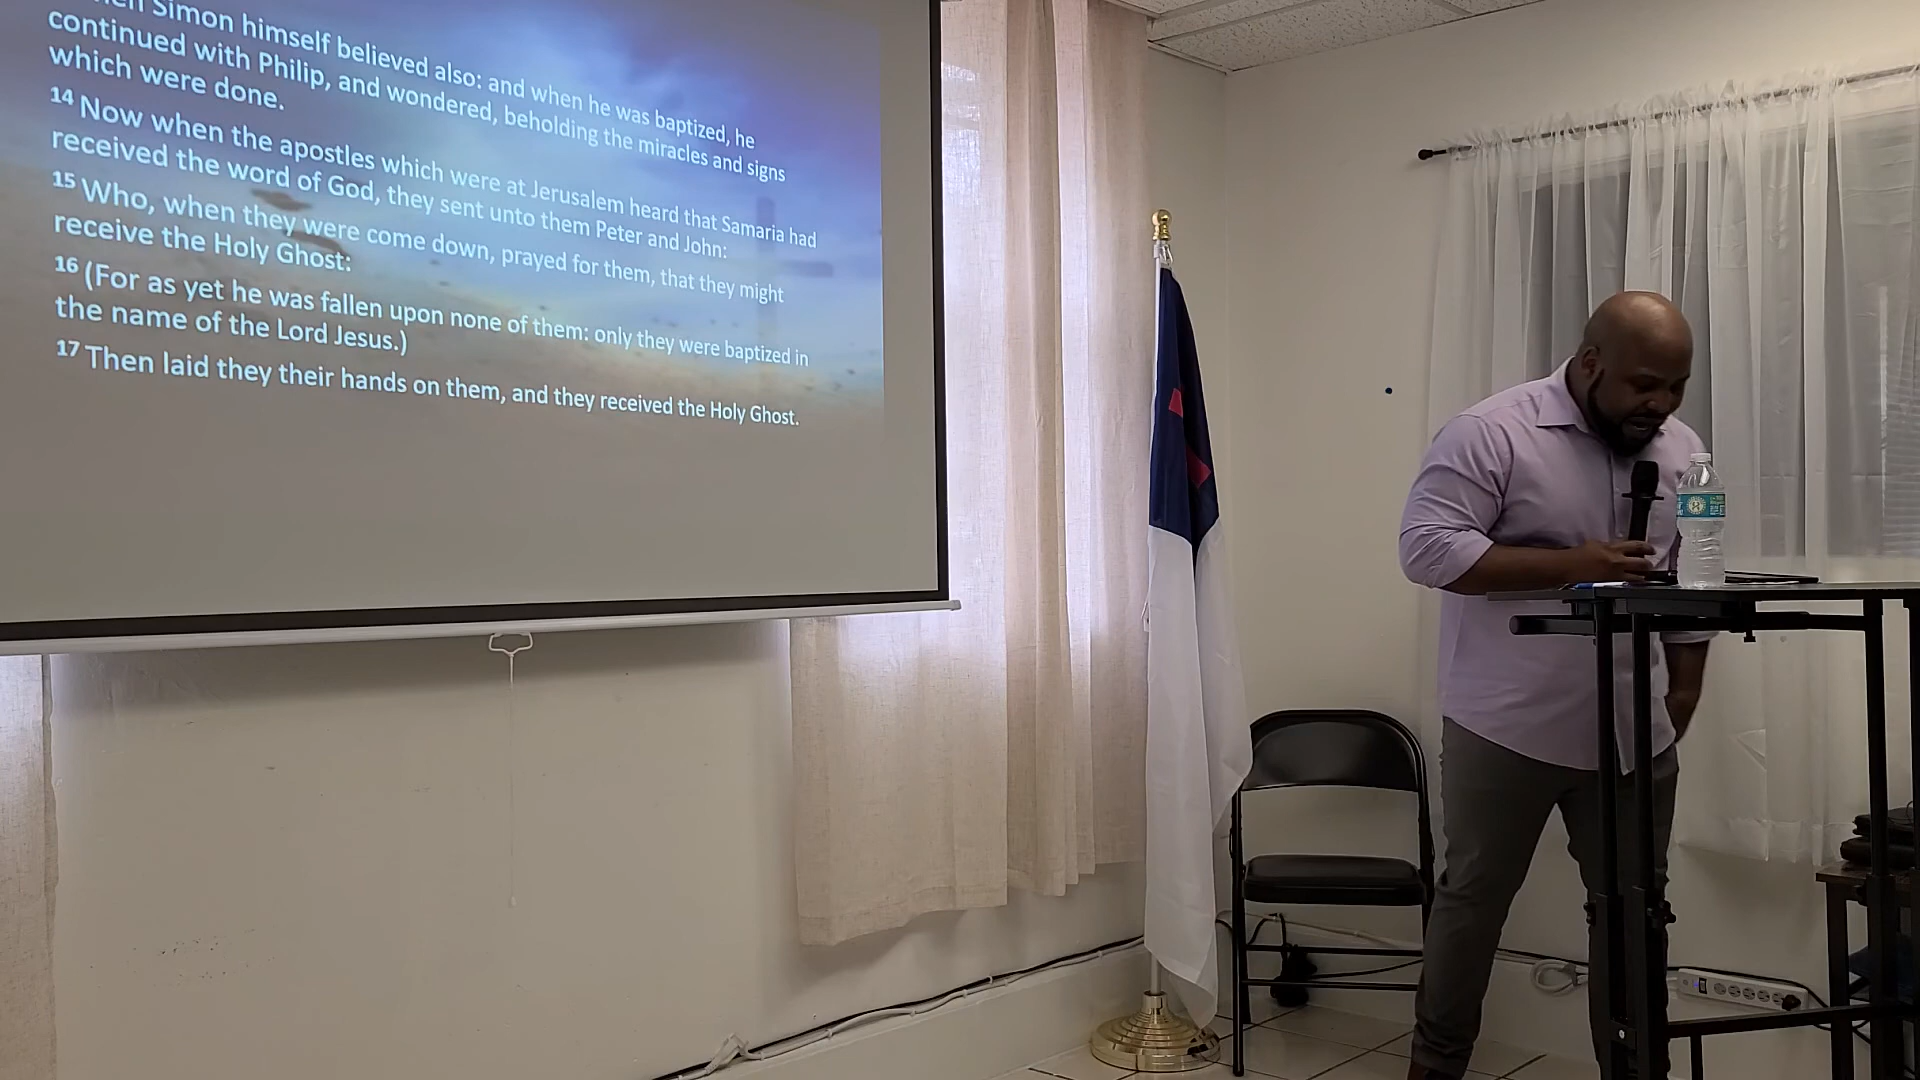 Simon himself believed also: and when he was baptized, he
continued with Philip, and wondered, beholding the miracles and signs
which were done.
14 Now when the apostles which were at Jerusalem heard that Samaria had
received the word of God, they sent unto them Peter and John:
15 Who, when they were come down, prayed for them, that they might
receive the Holy Ghost:
16 (For as yet he was fallen upon none of them: only they were baptized in
the name of the Lord Jesus.)
17 Then laid they their hands on them, and they received the Holy Ghost.